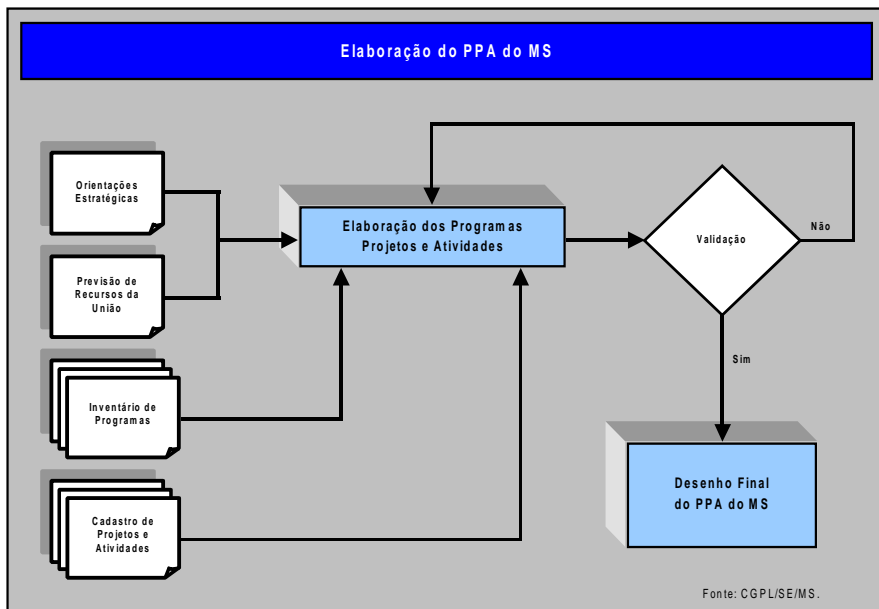 Elaboração do PPA do MS
Orientações
Estratégicas
Previsão de
Recursos da
União
Inventário de
Programas
Cadastro de
Projetos e
Atividades
Elaboração dos Programas
Projetos e Atividades
Validação
Não
Sim
Desenho Final
do PPA do MS
Fonte: CGPL/SE/MS.